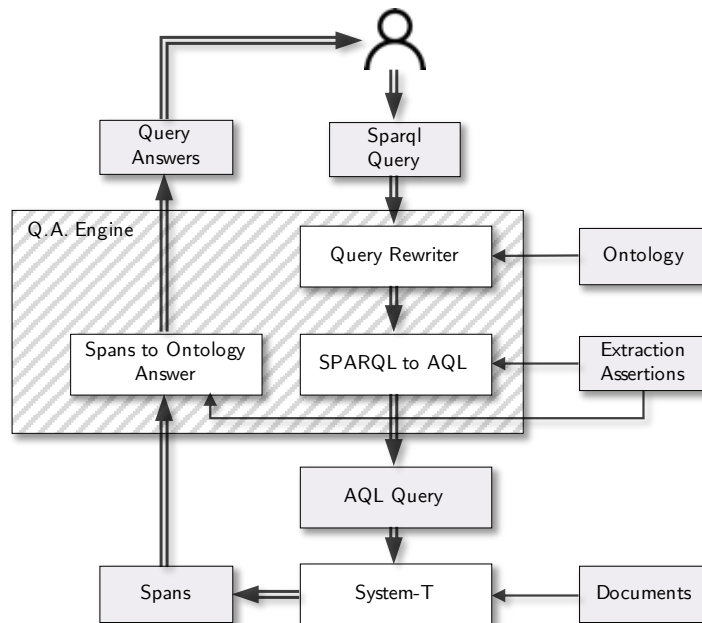 Query
Answers
Sparql
Query
Q.A. Engine
Query Rewriter
Ontology
Spans to Ontology
Answer
SPARQL to AQL
Extraction
Assertions
AQL Query
Spans
System-T
Documents